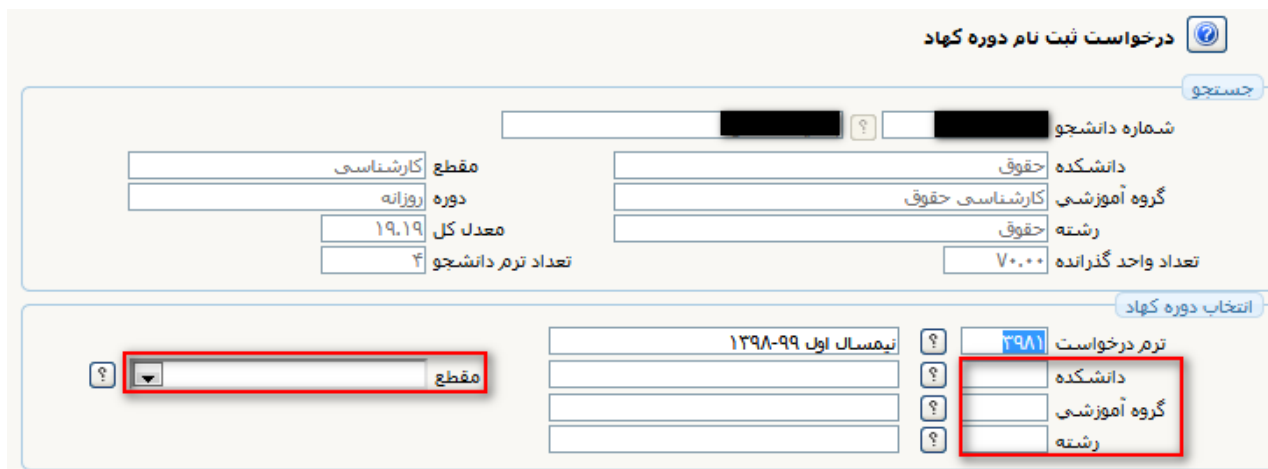 درخواست ثبت نام دوره کهاد
جستجو
شماره دانشجو ؟
دانشکده حقوق مقطع کارشناسی
گروه آموزشی کارشناسی حقوق دوره روزانه
رشته حقوق معدل کل ۱۹.۱۹
تعداد واحد گذرانده ۷۰.۰۰ تعداد ترم دانشجو ۴
انتخاب دوره کهاد
ترم درخواست ۳۹۸۱ ؟ نیمسال اول ۹۹-۱۳۹۸
دانشکده ؟ مقطع ؟
گروه آموزشی ؟
رشته ؟